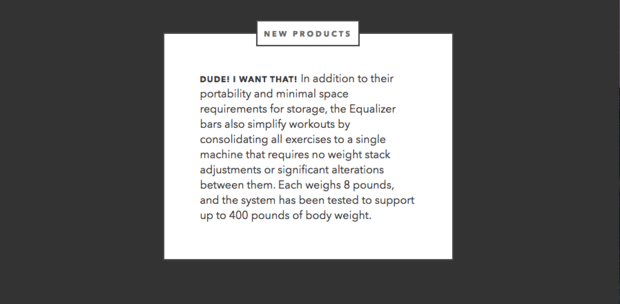 NEW PRODUCTS
DUDE! I WANT THAT! In addition to their
portability and minimal space
requirements for storage, the Equalizer
bars also simplify workouts by
consolidating all exercises to a single
machine that requires no weight stack
adjustments or significant alterations
between them. Each weighs 8 pounds,
and the system has been tested to support
up to 400 pounds of body weight.